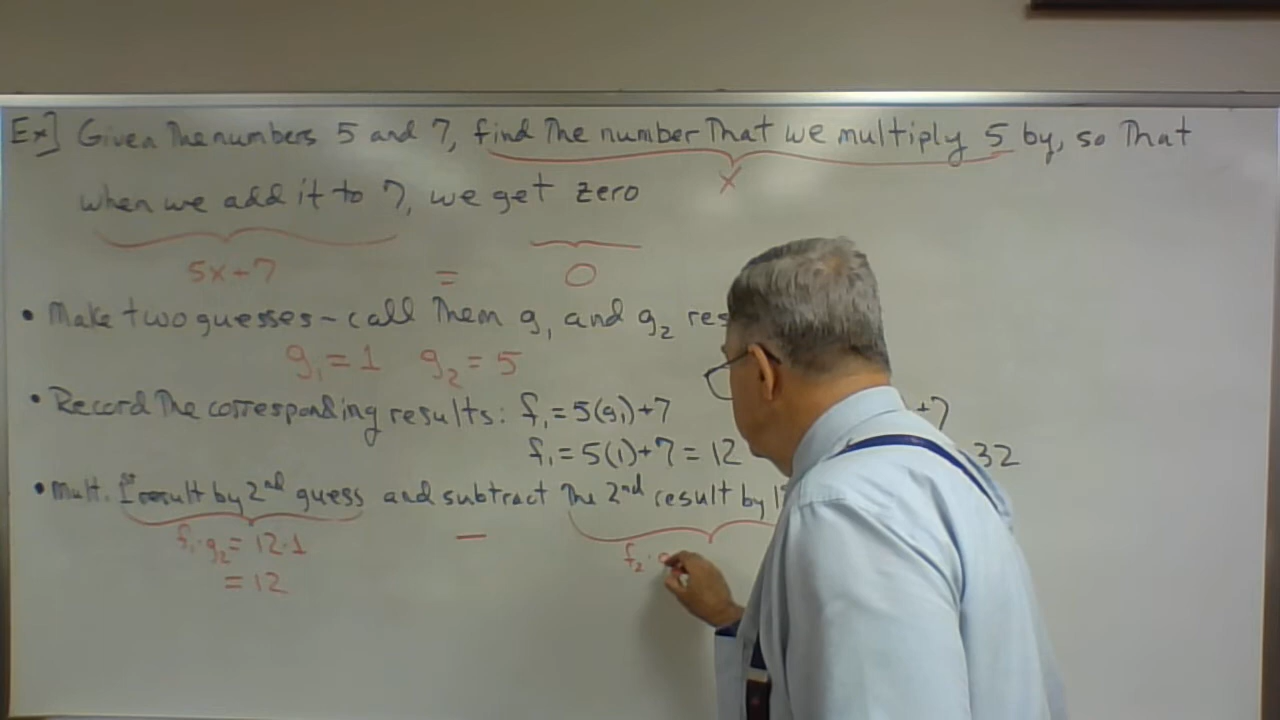 Ex] Given The numbers 5 and 7, find The number That we multiply 5 by, so That
x
when we add it to 7, we get zero
5x+7 = 0
• Make two guesses - call Them g₁ and g₂
g₁ = 1 g₂ = 5
• Record The corresponding results: f₁ = 5(g₁)+7 +7
f₁ = 5(1)+7 = 12 32
• Mult. 1st result by 2nd guess and subtract The 2nd result by
f₁·g₂ = 12·1 — f₂·
= 12